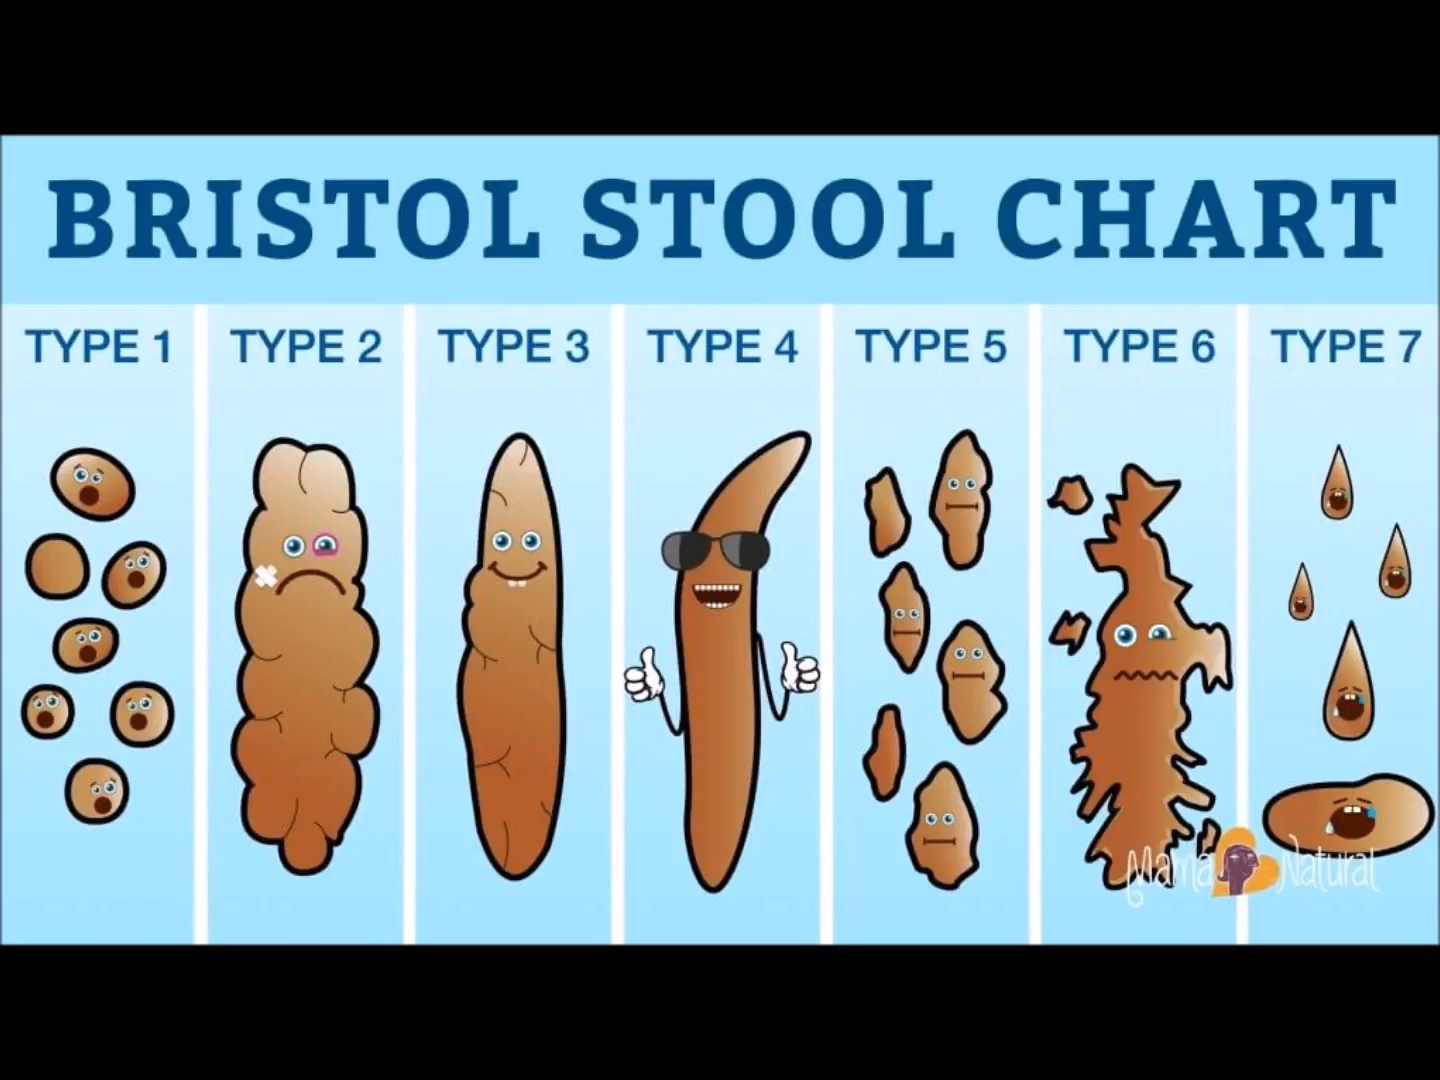 BRISTOL STOOL CHART
TYPE 1
TYPE 2
TYPE 3
TYPE 4
TYPE 5
TYPE 6
TYPE 7
Mama Natural